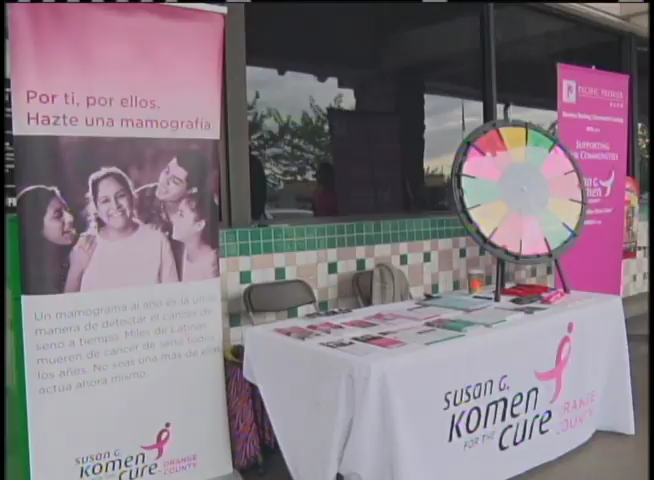 Por ti, por ellos.
Hazte una mamografía
Un mamograma al año es la única
manera de detectar el cáncer de
seno a tiempo. Miles de Latinas
mueren de cáncer de seno todos
los años. No seas una más de ellas
actúa ahora mismo.
SUSAN G.
Komen
FOR THE CURE
ORANGE
COUNTY
SUSAN G.
Komen
FOR THE CURE
ORANGE
COUNTY
PACIFIC PREMIER
BANK
SUPPORTING
OUR COMMUNITIES